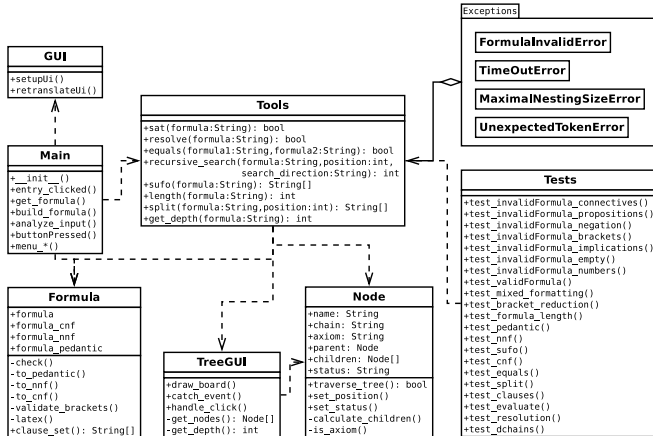 Exceptions
FormulaInvalidError
TimeOutError
MaximalNestingSizeError
UnexpectedTokenError
GUI
+setupUi()
+retranslateUi()
Main
+__init__()
+entry_clicked()
+get_formula()
+build_formula()
+analyze_input()
+buttonPressed()
+menu_*()
Tools
+sat(formula:String): bool
+resolve(formula:String): bool
+equals(formula1:String,formula2:String): bool
+recursive_search(formula:String,position:int,
search_direction:String): int
+sufo(formula:String): String[]
+length(formula:String): int
+split(formula:String,position:int): String[]
+get_depth(formula:String): int
Tests
+test_invalidFormula_connectives()
+test_invalidFormula_propositions()
+test_invalidFormula_negation()
+test_invalidFormula_brackets()
+test_invalidFormula_implications()
+test_invalidFormula_empty()
+test_invalidFormula_numbers()
+test_validFormula()
+test_mixed_formatting()
+test_bracket_reduction()
+test_formula_length()
+test_pedantic()
+test_nnf()
+test_sufo()
+test_cnf()
+test_equals()
+test_split()
+test_clauses()
+test_evaluate()
+test_resolution()
+test_dchains()
Formula
+formula
+formula_cnf
+formula_nnf
+formula_pedantic
-check()
-to_pedantic()
-to_nnf()
-to_cnf()
-validate_brackets()
-latex()
+clause_set(): String[]
TreeGUI
+draw_board()
+catch_event()
+handle_click()
-get_nodes(): Node[]
-get_depth(): int
Node
+name: String
+chain: String
+axiom: String
+parent: Node
+children: Node[]
+status: String
+traverse_tree(): bool
+set_position()
+set_status()
-calculate_children()
-is_axiom()